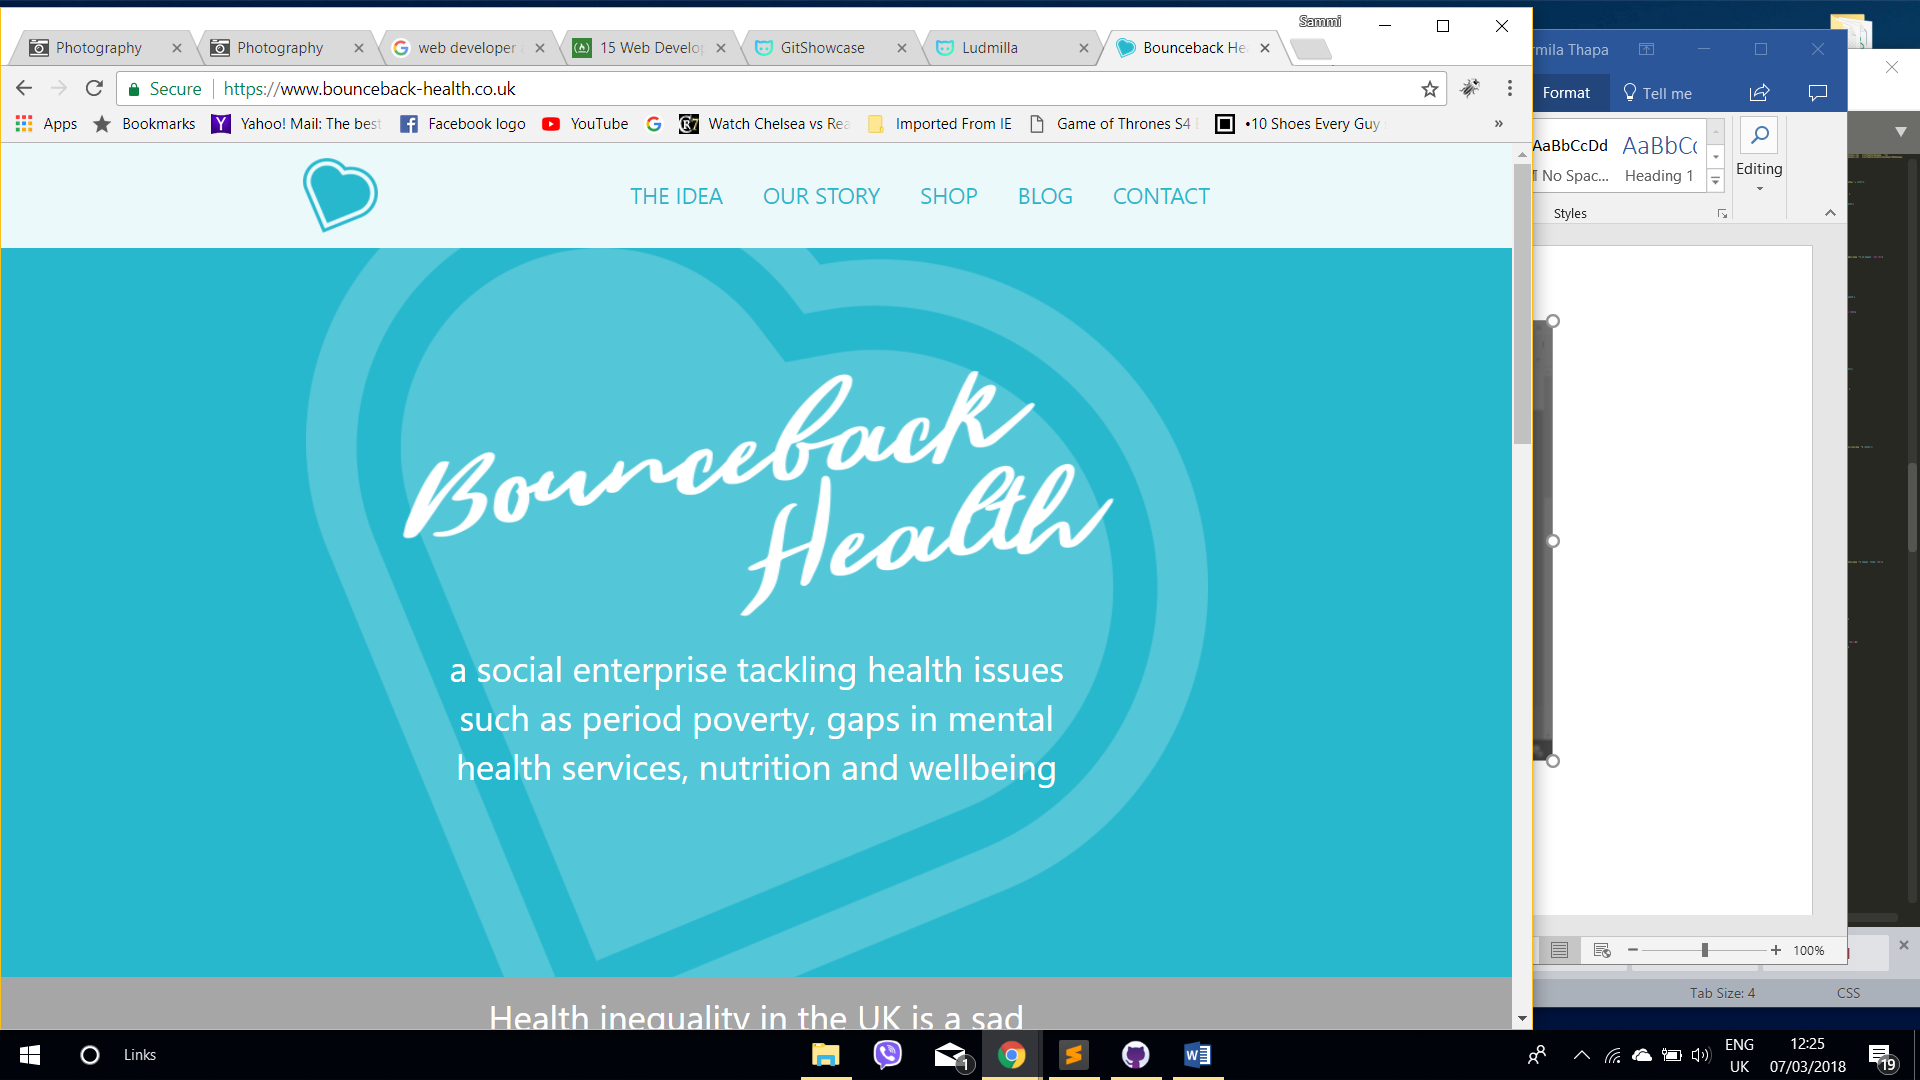 Sammi
Photography
Photography
web developer
15 Web Develop
GitShowcase
Ludmilla
Bounceback He
Secure
https://www.bounceback-health.co.uk
Apps
Bookmarks
Yahoo! Mail: The best
Facebook logo
YouTube
Watch Chelsea vs Rea
Imported From IE
Game of Thrones S4
•10 Shoes Every Guy
»
THE IDEA
OUR STORY
SHOP
BLOG
CONTACT
Bounceback
Health
a social enterprise tackling health issues
such as period poverty, gaps in mental
health services, nutrition and wellbeing
Health inequality in the UK is a sad
rmila Thapa
Format
Tell me
AaBbCcDd
AaBbCc
¶ No Spac...
Heading 1
Editing
Styles
100%
Tab Size: 4
CSS
Links
1
ENG
UK
12:25
07/03/2018
19